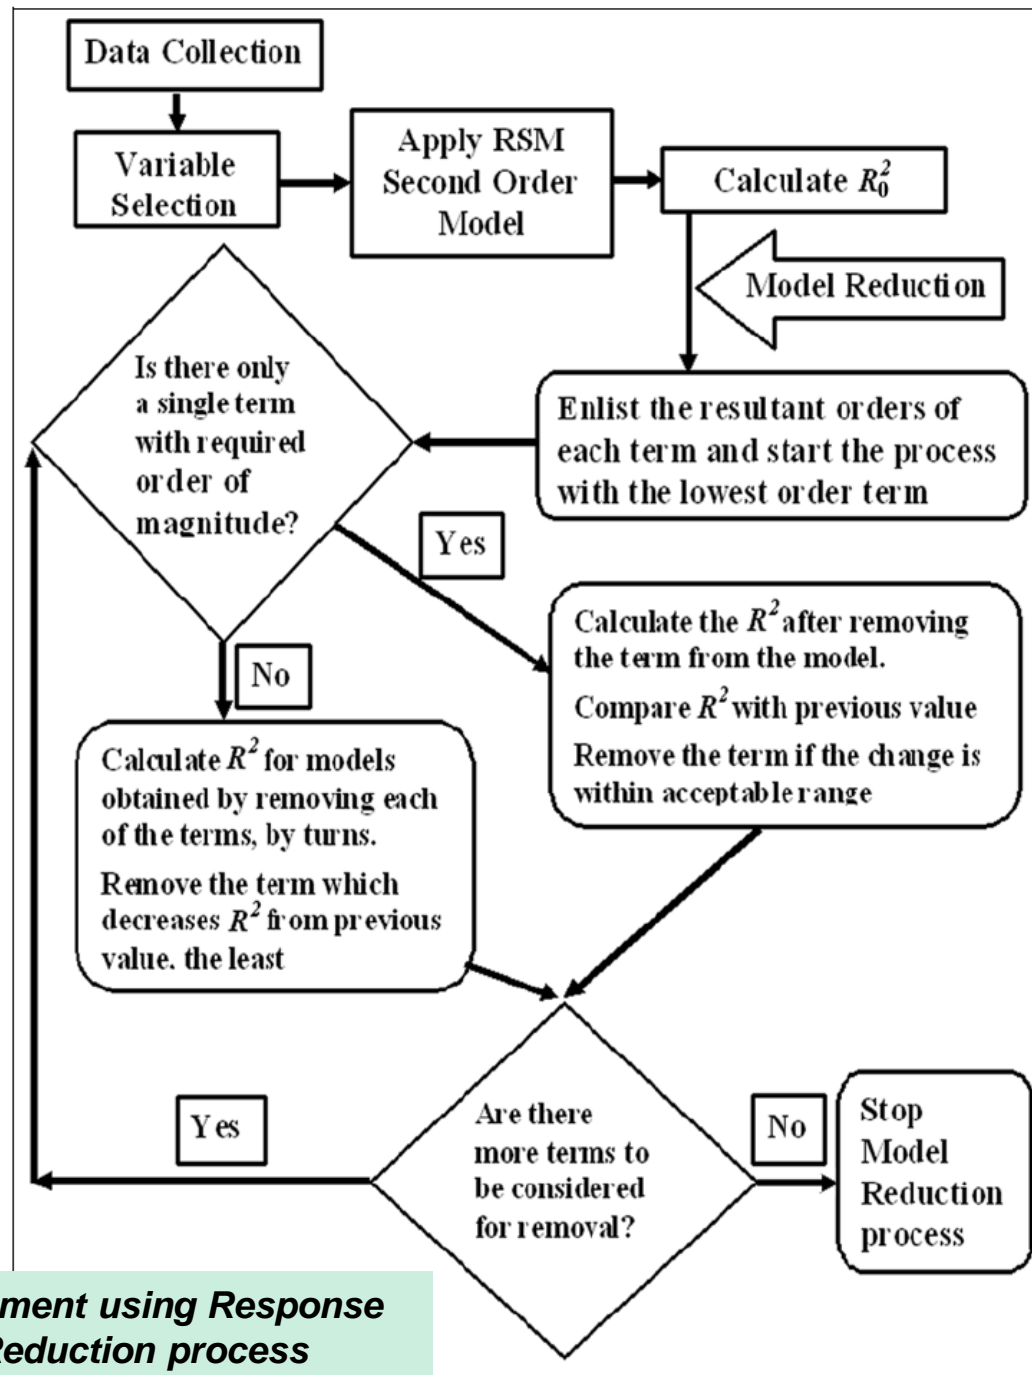 Data Collection
Variable
Selection
Apply RSM
Second Order
Model
Calculate R₀²
Model Reduction
Enlist the resultant orders of
each term and start the process
with the lowest order term
Is there only
a single term
with required
order of
magnitude?
Yes
No
Calculate the R² after removing
the term from the model.
Compare R² with previous value
Remove the term if the change is
within acceptable range
Calculate R² for models
obtained by removing each
of the terms, by turns.
Remove the term which
decreases R² from previous
value. the least
Are there
more terms to
be considered
for removal?
Yes
No
Stop
Model
Reduction
process
ment using Response
Reduction process